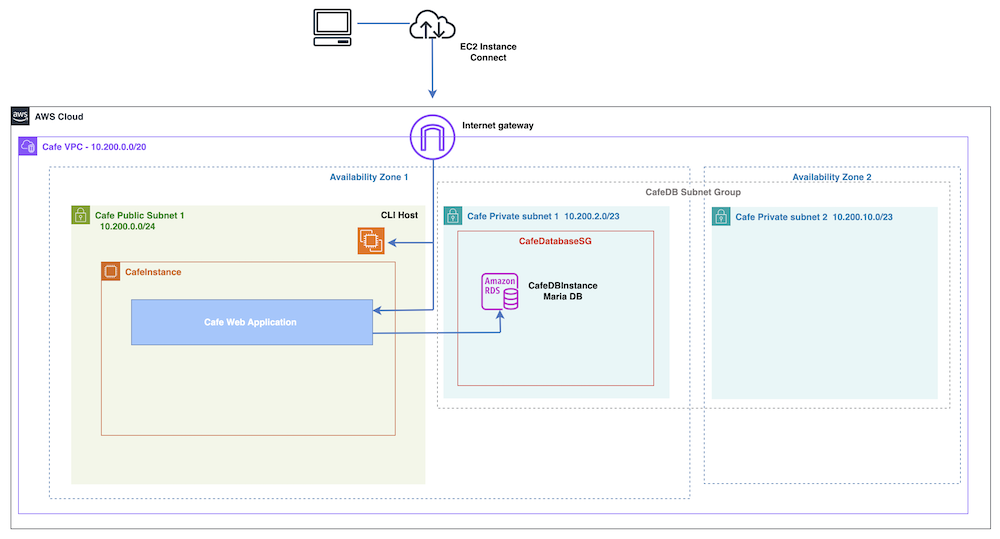 EC2 Instance
Connect
aws
AWS Cloud
Internet gateway
Cafe VPC - 10.200.0.0/20
Availability Zone 1
Availability Zone 2
CafeDB Subnet Group
Cafe Public Subnet 1
10.200.0.0/24
CLI Host
Cafe Private subnet 1 10.200.2.0/23
Cafe Private subnet 2 10.200.10.0/23
CafeDatabaseSG
CafeInstance
Amazon
RDS
CafeDBInstance
Maria DB
Cafe Web Application